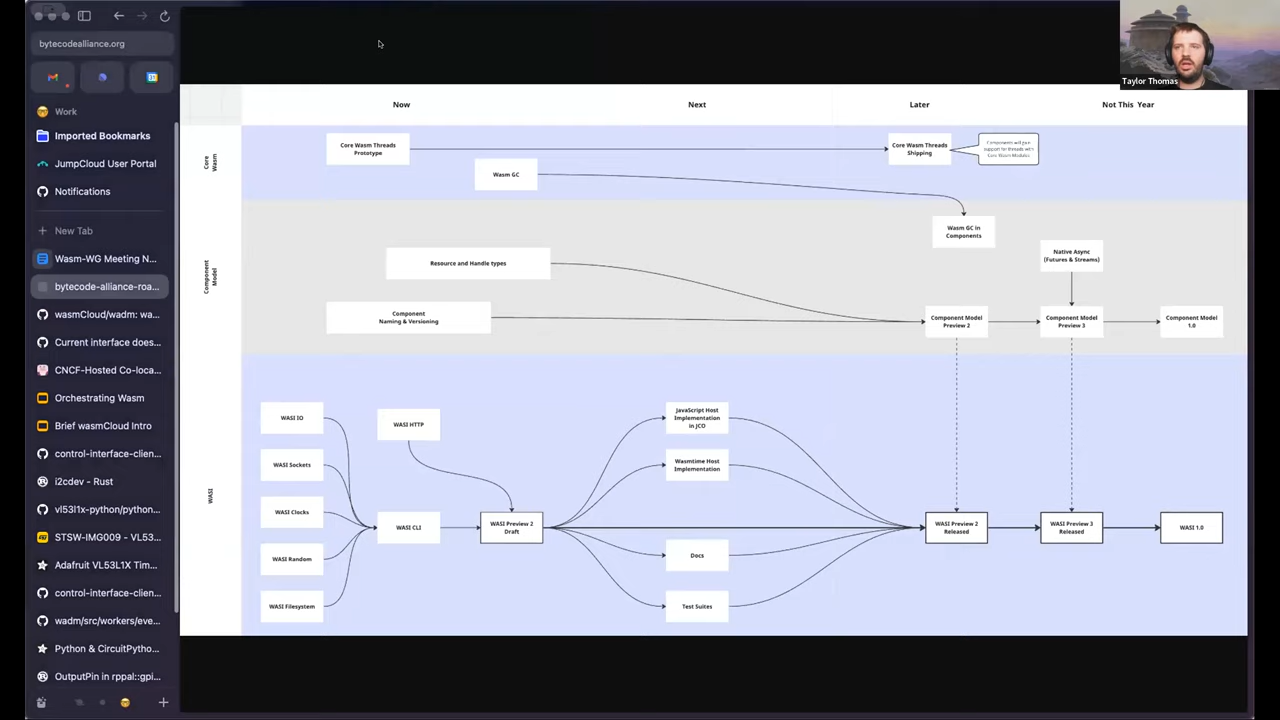 bytecodealliance.org
Work
Imported Bookmarks
JumpCloud User Portal
Notifications
New Tab
Wasm-WG Meeting N...
bytecode-alliance-roa...
wasmCloud/wadm: wa...
Current interface does...
CNCF-Hosted Co-loca...
Orchestrating Wasm
Brief wasmCloud Intro
control-interface-clien...
i2cdev - Rust
vl53l1x-python/python...
STSW-IMG009 - VL53...
Adafruit VL53L1X Tim...
control-interface-clien...
wadm/src/workers/eve...
Python & CircuitPytho...
OutputPin in rppal::gpi...
Taylor Thomas
Now
Next
Later
Not This Year
Core
Wasm
Core Wasm Threads
Prototype
Core Wasm Threads
Shipping
Components will gain
support for threads with
Core Wasm Modules
Wasm GC
Component
Model
Wasm GC in
Components
Resource and Handle types
Native Async
(Futures & Streams)
Component
Naming & Versioning
Component Model
Preview 2
Component Model
Preview 3
Component Model
1.0
WASI
WASI IO
WASI Sockets
WASI Clocks
WASI Random
WASI Filesystem
WASI HTTP
WASI CLI
WASI Preview 2
Draft
JavaScript Host
Implementation
in JCO
Wasmtime Host
Implementation
Docs
Test Suites
WASI Preview 2
Released
WASI Preview 3
Released
WASI 1.0